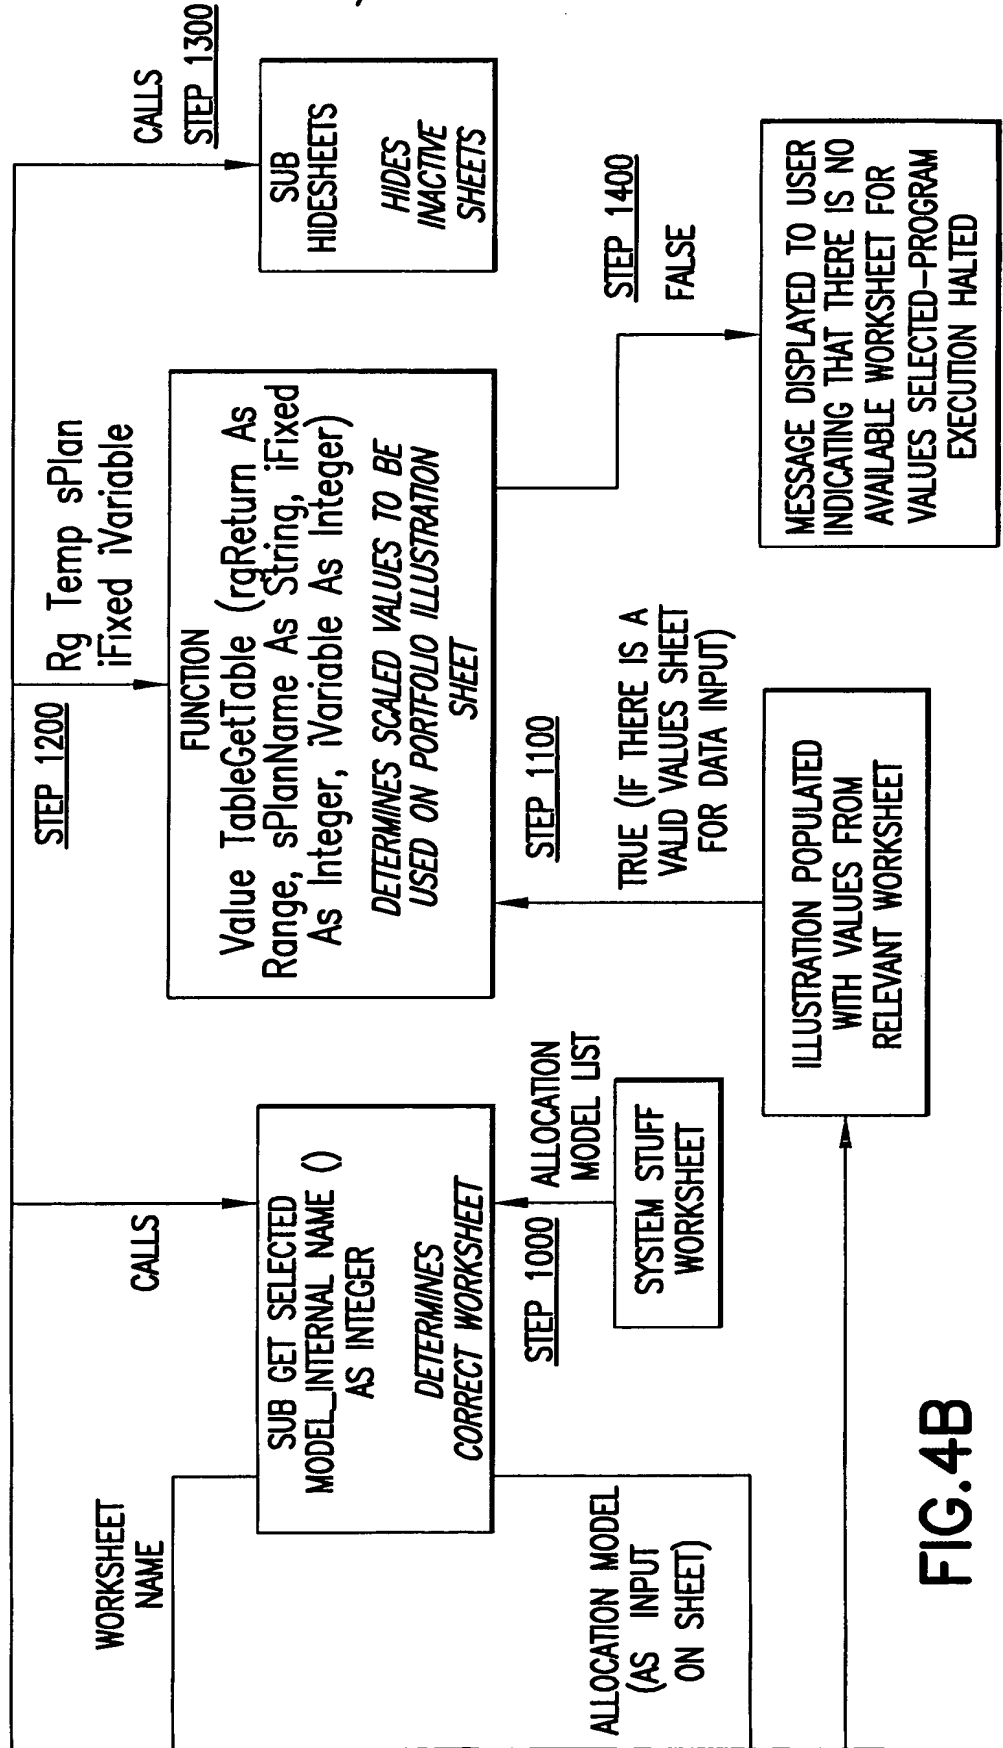 WORKSHEET
NAME
CALLS
STEP 1200
Rg Temp sPlan
iFixed iVariable
CALLS
STEP 1300
SUB GET SELECTED
MODEL_INTERNAL NAME ()
AS INTEGER
DETERMINES
CORRECT WORKSHEET
FUNCTION
Value TableGetTable (rgReturn As
Range, sPlanName As String, iFixed
As Integer, iVariable As Integer)
DETERMINES SCALED VALUES TO BE
USED ON PORTFOLIO ILLUSTRATION
SHEET
SUB
HIDESHEETS
HIDES
INACTIVE
SHEETS
ALLOCATION MODEL
(AS INPUT
ON SHEET)
STEP 1000
ALLOCATION
MODEL LIST
SYSTEM STUFF
WORKSHEET
STEP 1100
TRUE (IF THERE IS A
VALID VALUES SHEET
FOR DATA INPUT)
STEP 1400
FALSE
ILLUSTRATION POPULATED
WITH VALUES FROM
RELEVANT WORKSHEET
MESSAGE DISPLAYED TO USER
INDICATING THAT THERE IS NO
AVAILABLE WORKSHEET FOR
VALUES SELECTED-PROGRAM
EXECUTION HALTED
FIG.4B